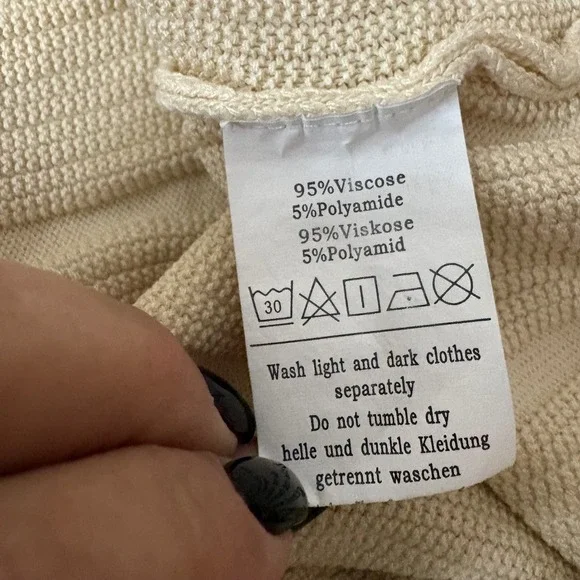 95%Viscose
5%Polyamide
95%Viskose
5%Polyamid
30
Wash light and dark clothes
separately
Do not tumble dry
helle und dunkle Kleidung
getrennt waschen